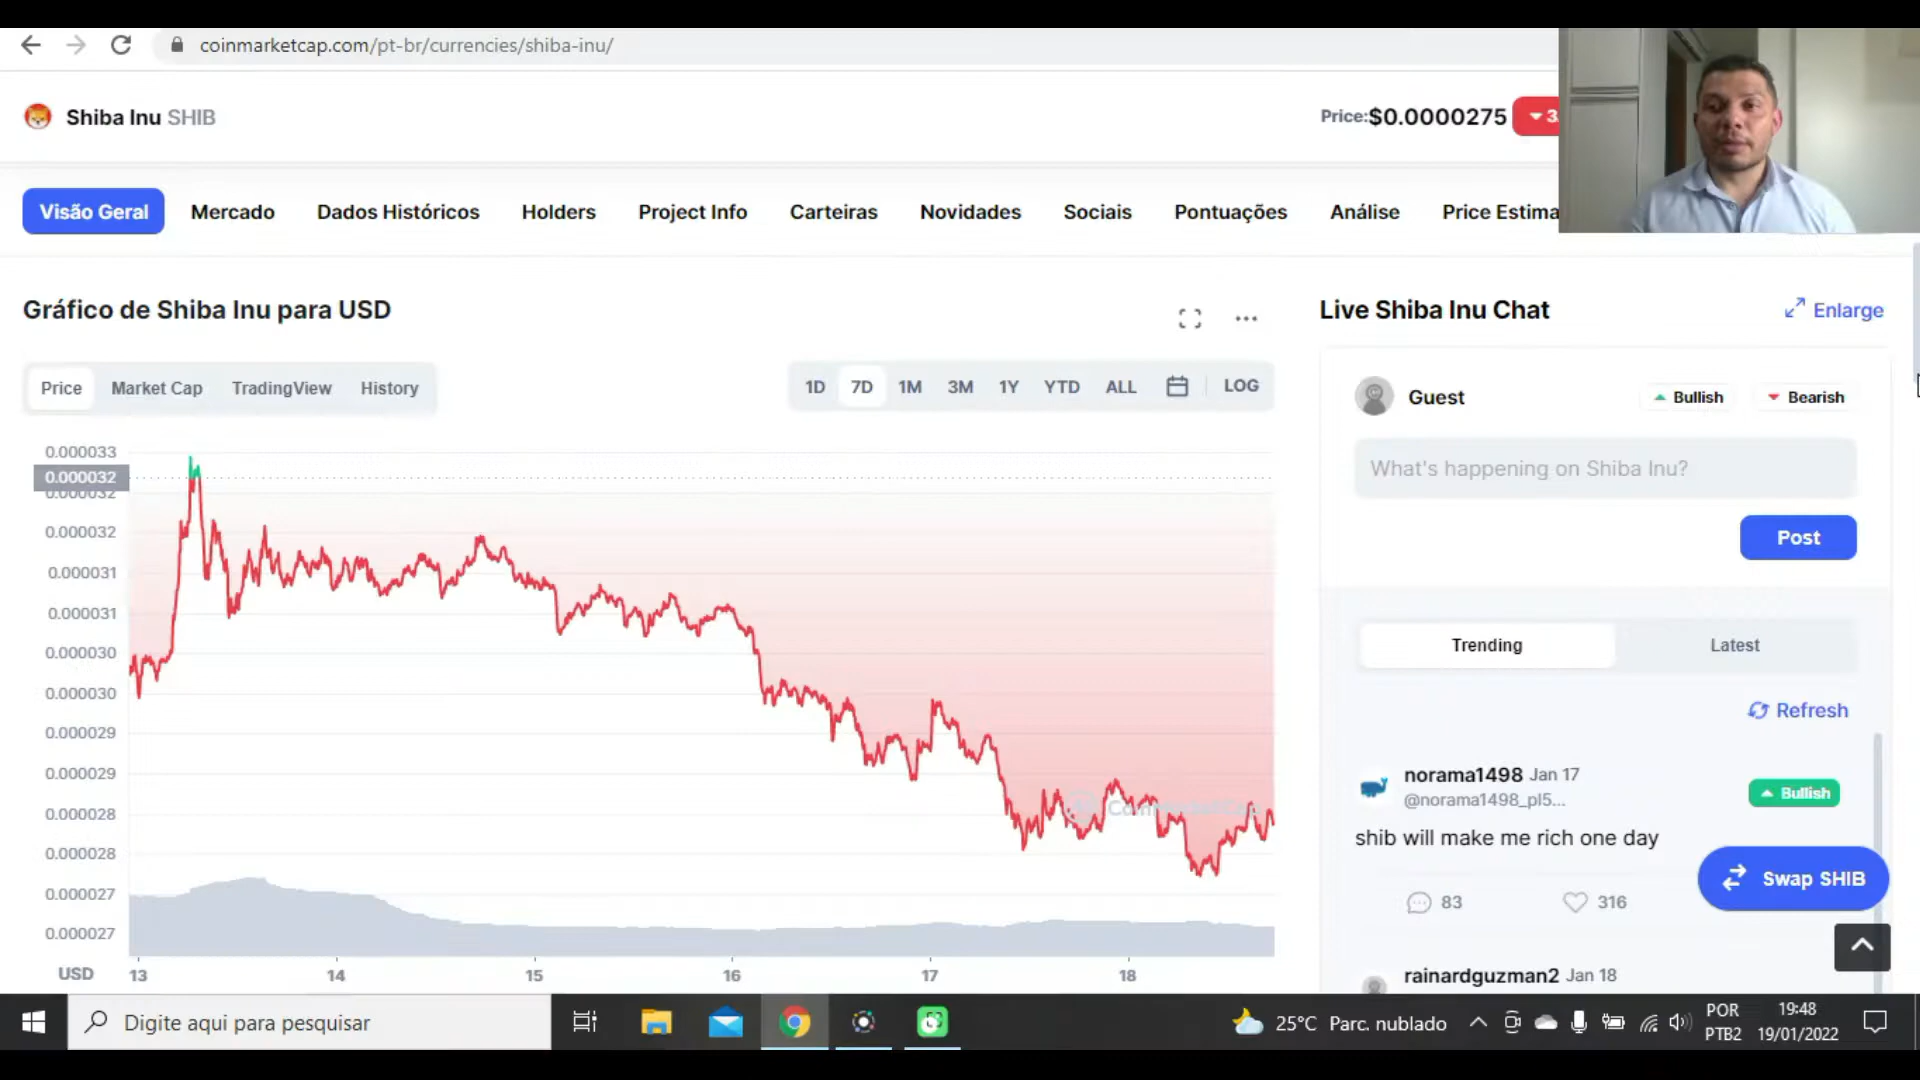 coinmarketcap.com/pt-br/currencies/shiba-inu/
Shiba Inu SHIB
Price:$0.0000275
3
Visão Geral
Mercado
Dados Históricos
Holders
Project Info
Carteiras
Novidades
Sociais
Pontuações
Análise
Price Estima
Gráfico de Shiba Inu para USD
Price
Market Cap
TradingView
History
1D
7D
1M
3M
1Y
YTD
ALL
LOG
0.000033
0.000032
0.000032
0.000032
0.000031
0.000031
0.000030
0.000030
0.000029
0.000029
0.000028
0.000028
0.000027
0.000027
USD
13
14
15
16
17
18
CoinMarketCap
Live Shiba Inu Chat
Enlarge
Guest
Bullish
Bearish
What's happening on Shiba Inu?
Post
Trending
Latest
Refresh
norama1498 Jan 17
@norama1498_pl5...
Bullish
shib will make me rich one day
83
316
Swap SHIB
rainardguzman2 Jan 18
Digite aqui para pesquisar
25°C Parc. nublado
POR
PTB2
19:48
19/01/2022